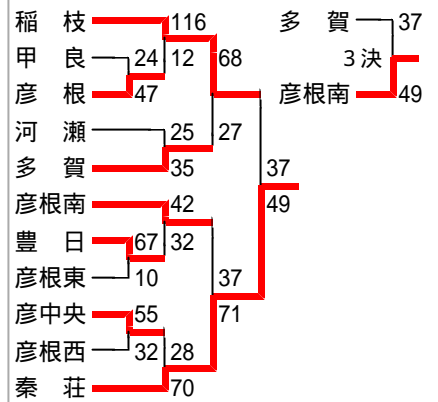 稲枝 116 多賀 37
甲良 24 12 68 3決
彦根 47 彦根南 49
河瀬 25 27
多賀 35 37
彦根南 42 49
豊日 67 32
彦根東 10 37
彦中央 55 71
彦根西 32 28
秦荘 70